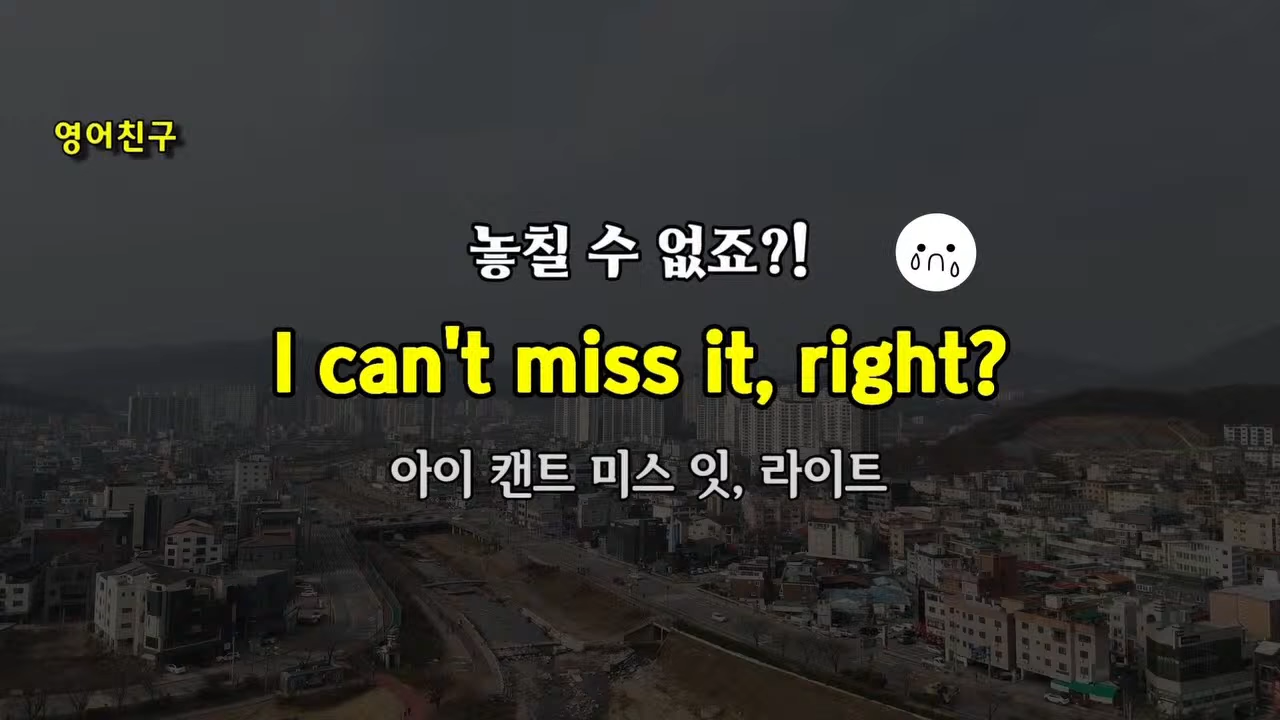 영어친구
놓칠 수 없죠?!
I can't miss it, right?
아이 캔트 미스 잇, 라이트